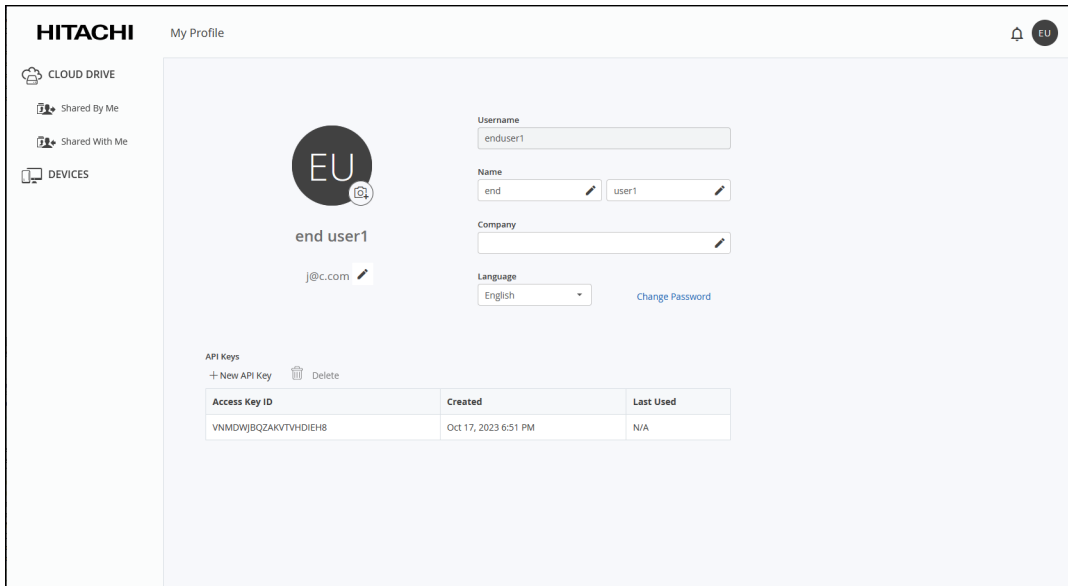 HITACHI
My Profile
EU
CLOUD DRIVE
Shared By Me
Shared With Me
DEVICES
EU
end user1
j@c.com
Username
enduser1
Name
end user1
Company
Language
English
Change Password
API Keys
+ New API Key Delete
Access Key ID Created Last Used
VNMDWJBQZAKVTVHDIEH8 Oct 17, 2023 6:51 PM N/A